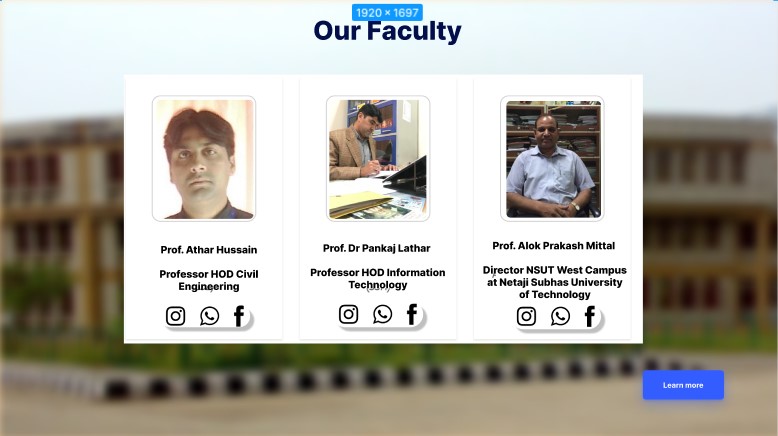 1920 × 1697
Our Faculty
Prof. Athar Hussain
Professor HOD Civil
Engineering
Prof. Dr Pankaj Lathar
Professor HOD Information
Technology
Prof. Alok Prakash Mittal
Director NSUT West Campus
at Netaji Subhas University
of Technology
Learn more